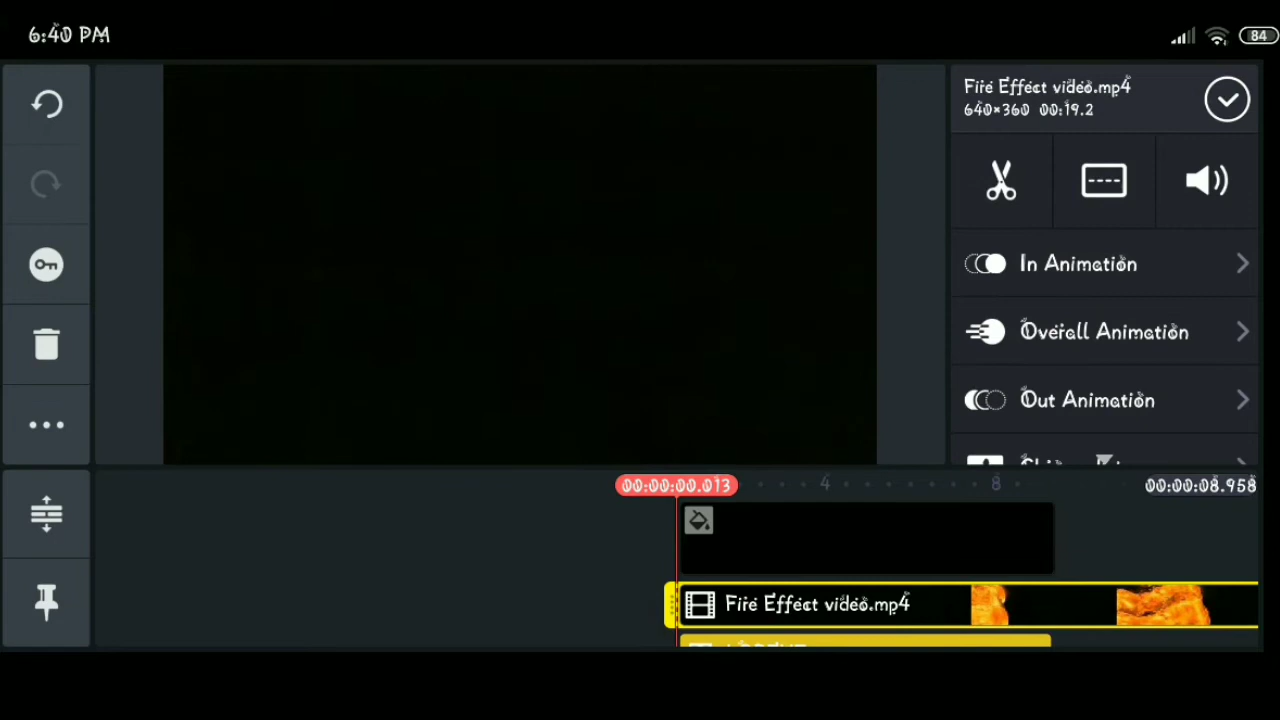 6:40 PM
84
Fire Effect video.mp4
640×360 00:19.2
In Animation
Overall Animation
Out Animation
00:00:00.013
4
8
00:00:08.958
Fire Effect video.mp4